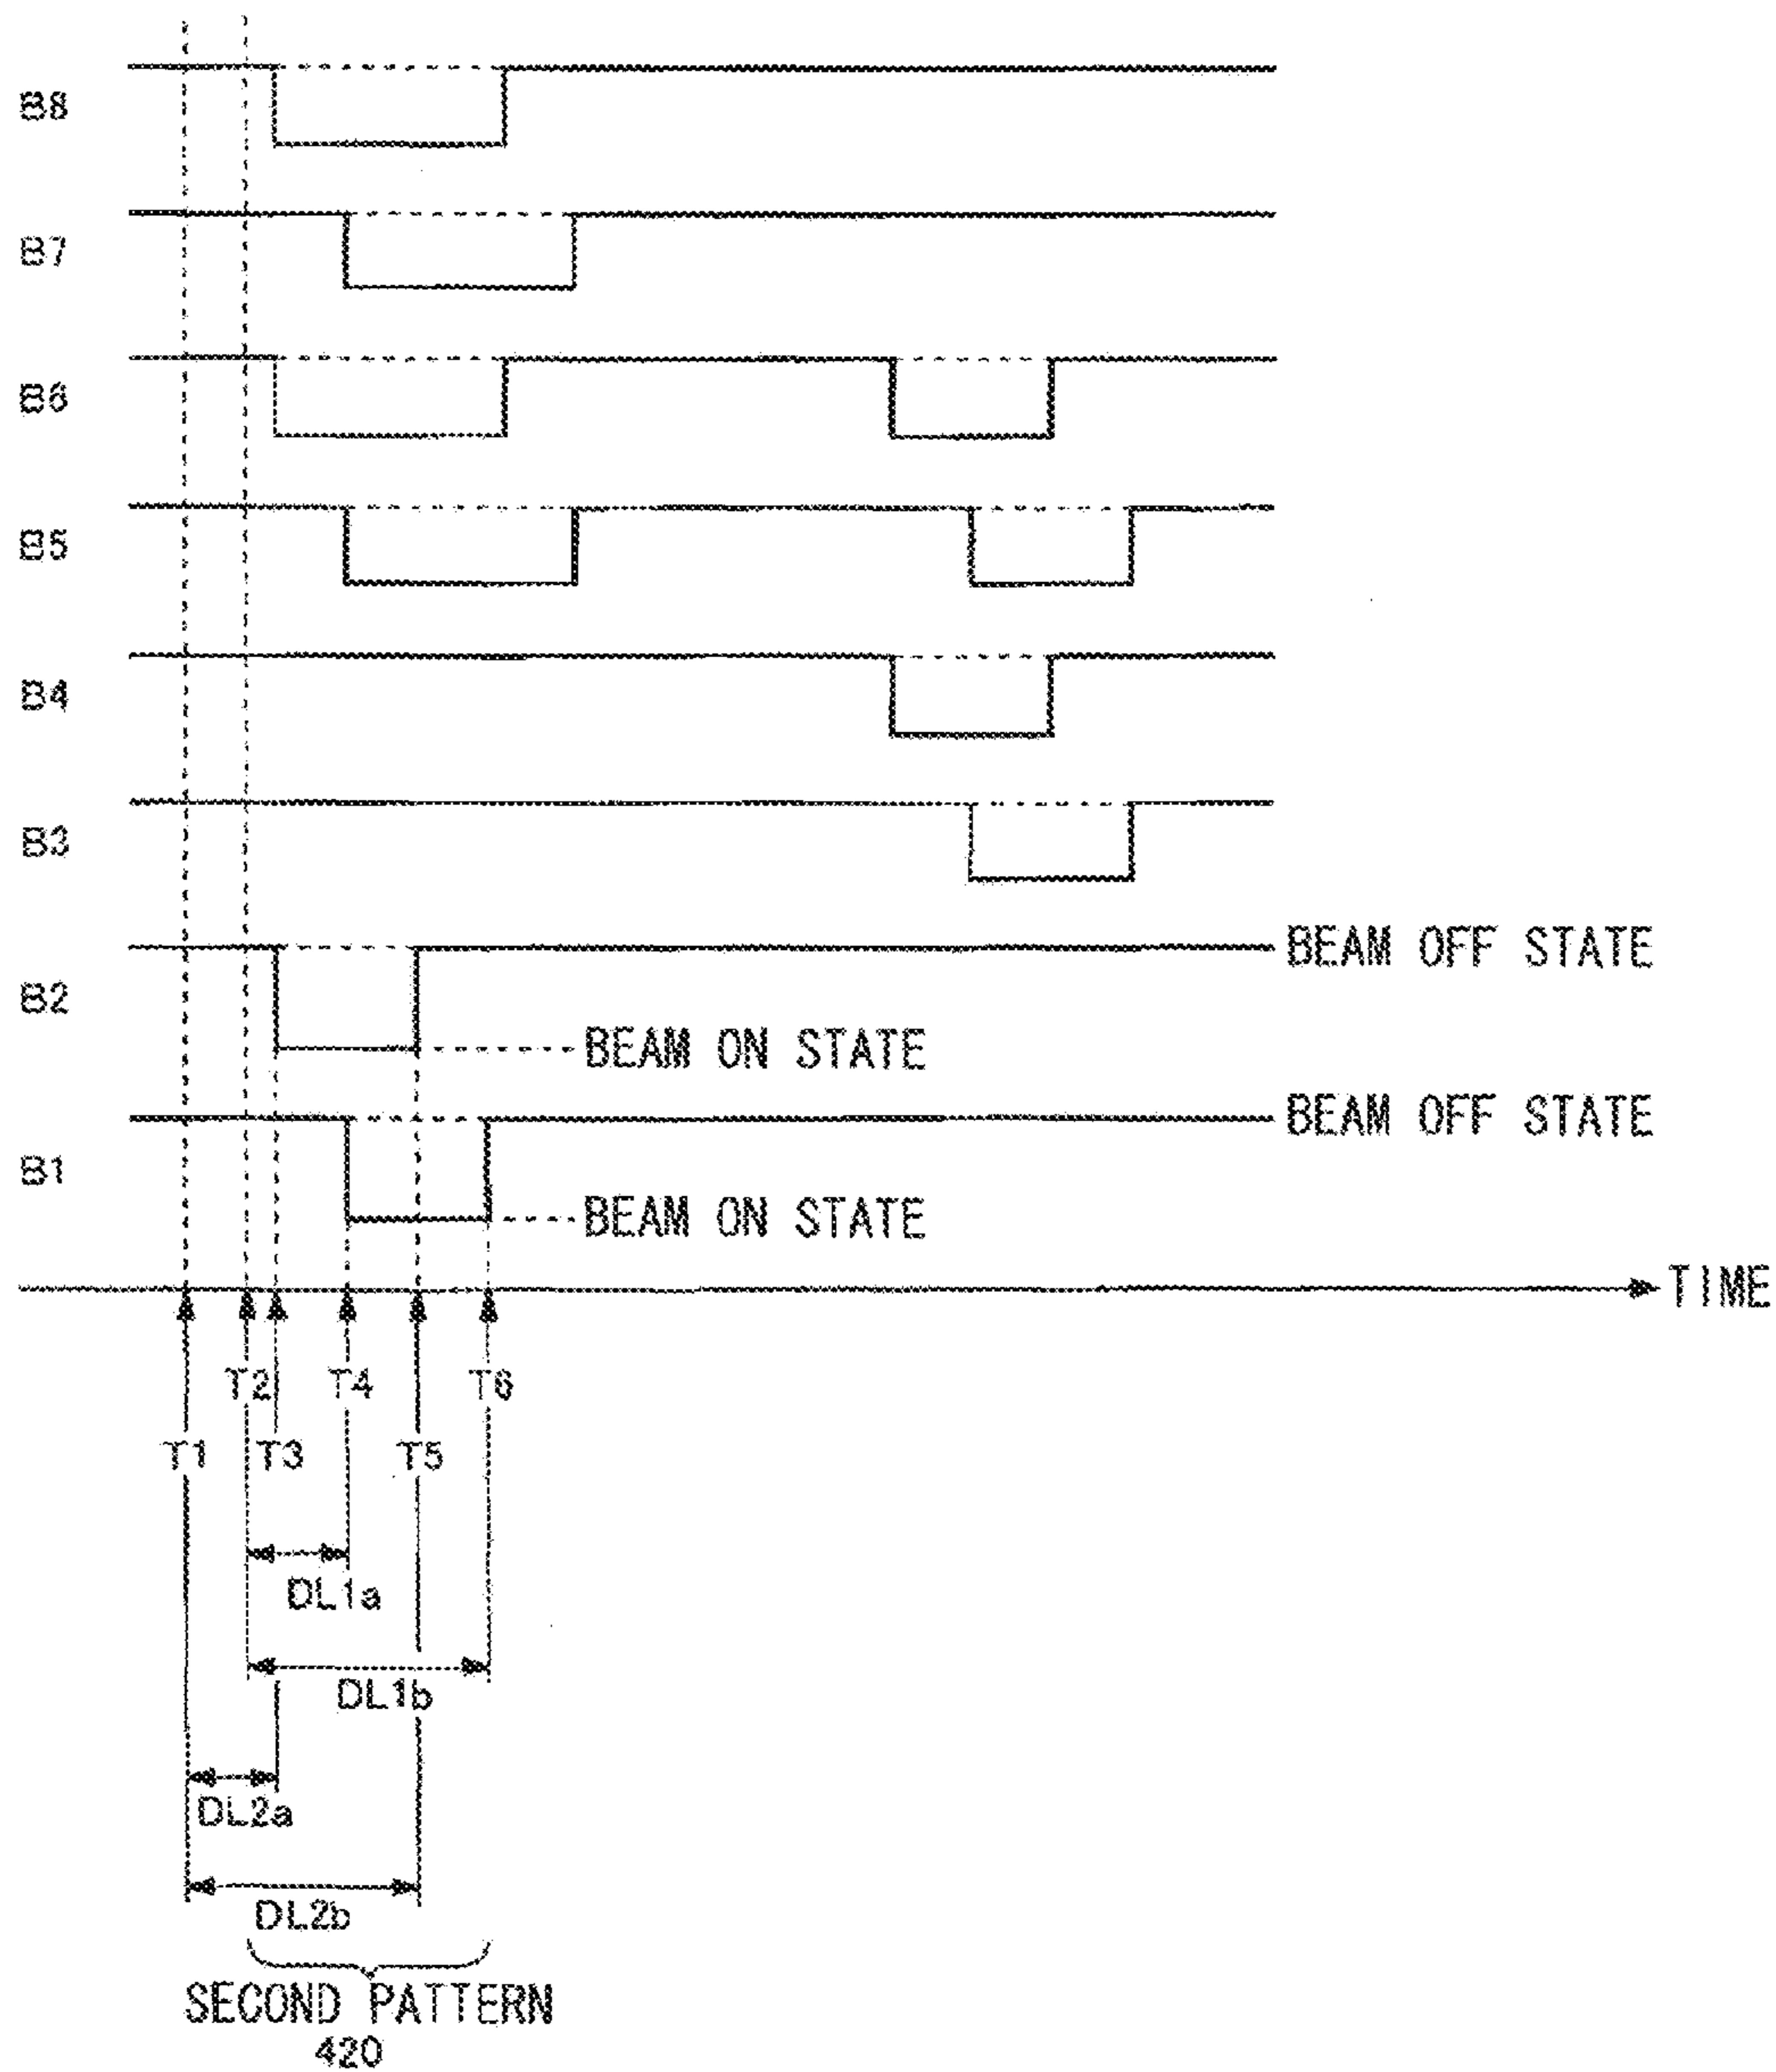 B8
B7
B6
B5
B4
B3
B2
BEAM OFF STATE
BEAM ON STATE
B1
BEAM OFF STATE
BEAM ON STATE
TIME
T2 T4 T6
T1 T3 T5
DL1a
DL1b
DL2a
DL2b
SECOND PATTERN
420